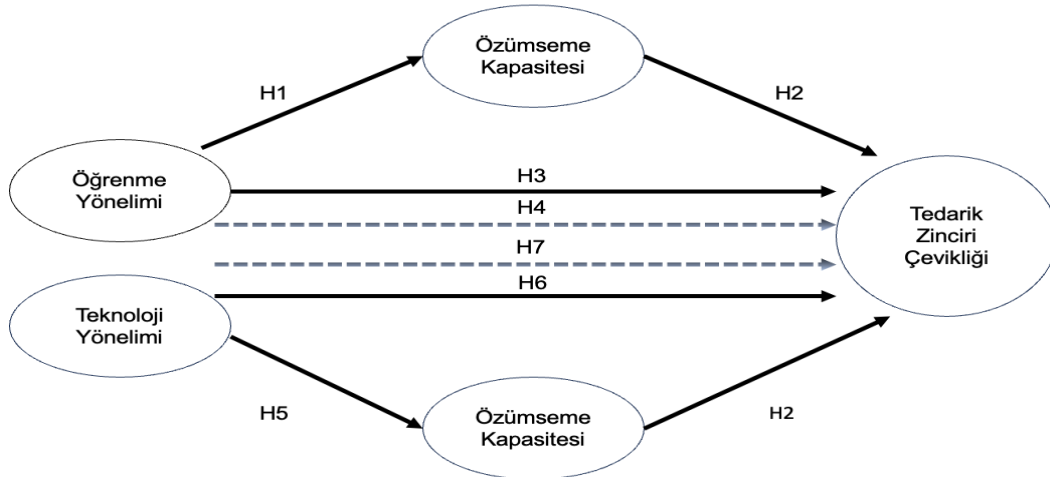 Özümseme
Kapasitesi
H1
H2
Öğrenme
Yönelimi
H3
H4
Tedarik
Zinciri
Çevikliği
H7
H6
Teknoloji
Yönelimi
H5
Özümseme
Kapasitesi
H2